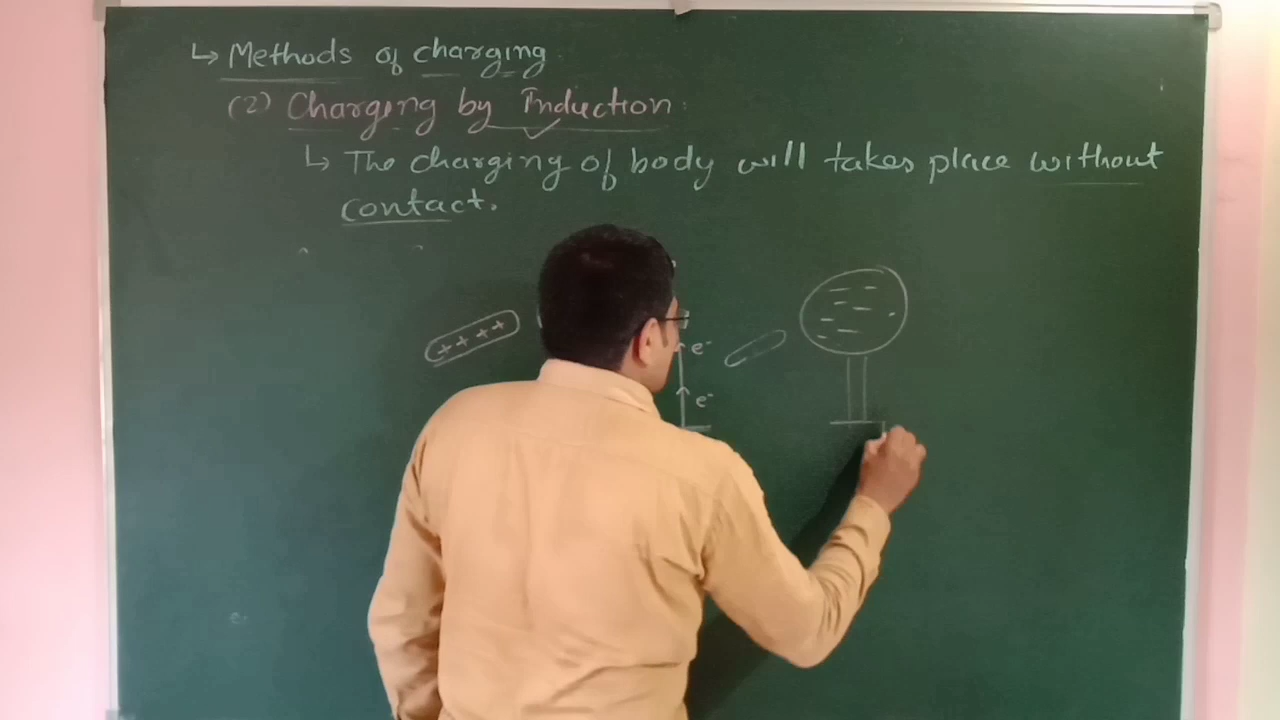 ↳ Methods of charging
(2) Charging by Induction:
↳ The charging of body will takes place without
contact.
++++
e⁻
e⁻